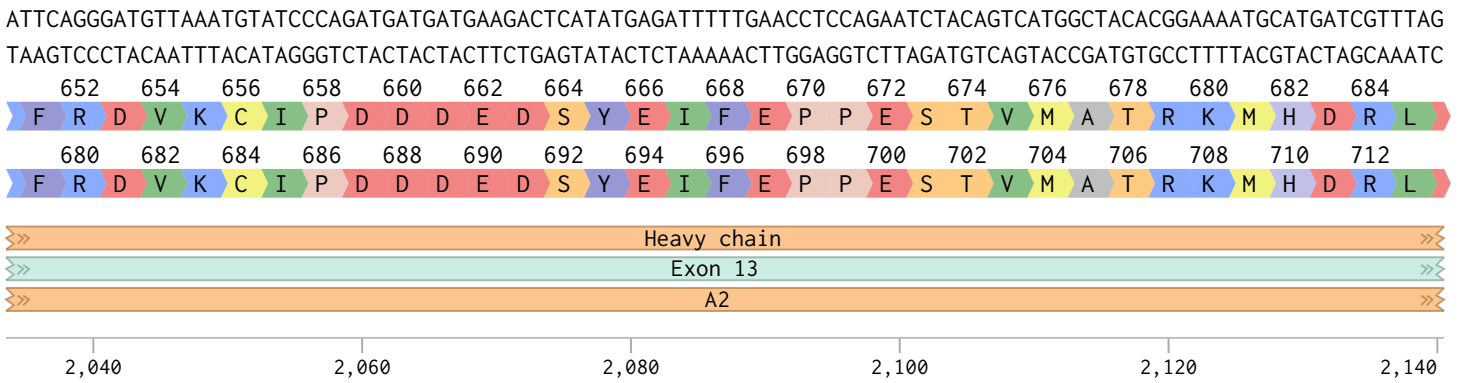 ATTCAGGGATGTTAAATGTATCCCAGATGATGATGAAGACTCATATGAGATTTTTGAACCTCCAGAATCTACAGTCATGGCTACACGGAAAATGCATGATCGTTTAG
TAAGTCCCTACAATTTACATAGGGTCTACTACTACTTCTGAGTATACTCTAAAAACTTGGAGGTCTTAGATGTCAGTACCGATGTGCCTTTTACGTACTAGCAAATC
652 654 656 658 660 662 664 666 668 670 672 674 676 678 680 682 684
F R D V K C I P D D D E D S Y E I F E P P E S T V M A T R K M H D R L
680 682 684 686 688 690 692 694 696 698 700 702 704 706 708 710 712
F R D V K C I P D D D E D S Y E I F E P P E S T V M A T R K M H D R L
Heavy chain
Exon 13
A2
2,040 2,060 2,080 2,100 2,120 2,140